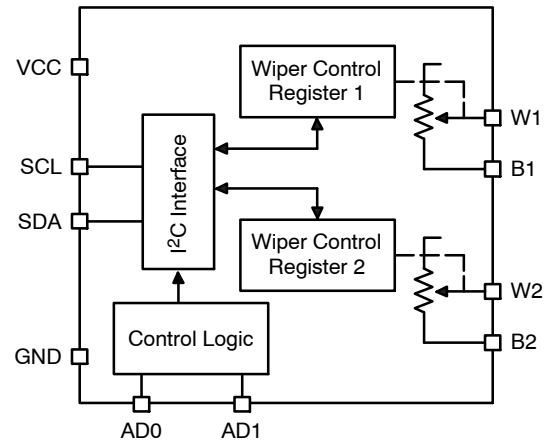 VCC
SCL
SDA
GND
I²C Interface
Wiper Control
Register 1
Wiper Control
Register 2
Control Logic
W1
B1
W2
B2
AD0
AD1